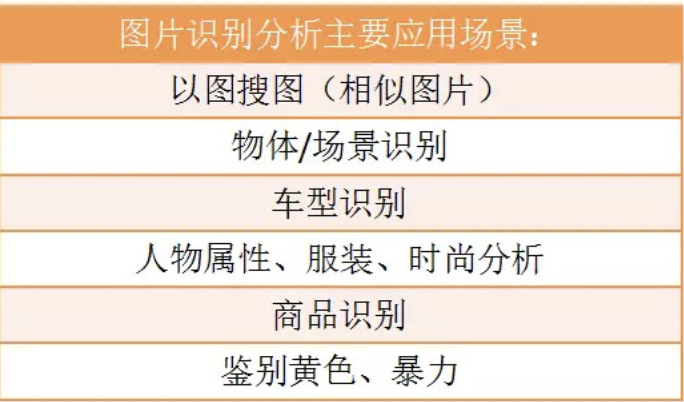 图片识别分析主要应用场景：
以图搜图（相似图片）
物体/场景识别
车型识别
人物属性、服装、时尚分析
商品识别
鉴别黄色、暴力